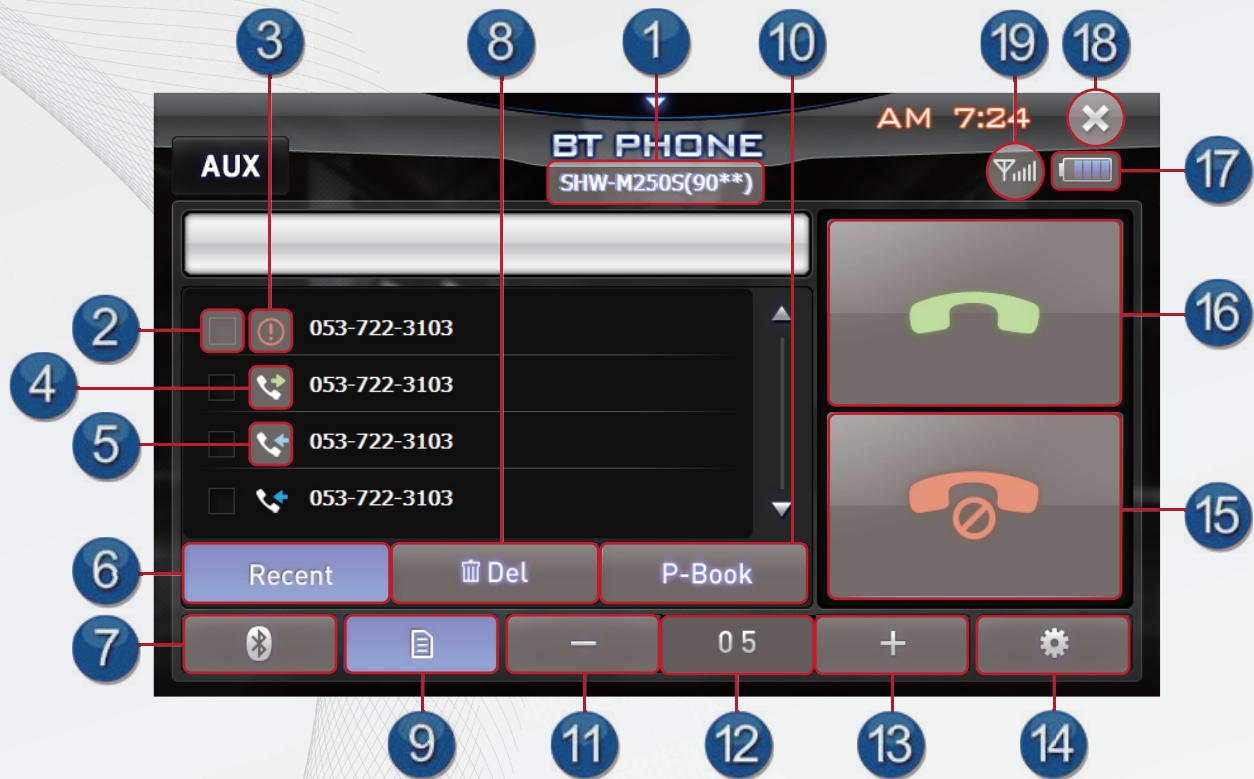 3 8 1 10 19 18
AM 7:24
BT PHONE
AUX
SHW-M250S(90**)
17
2 053-722-3103
16
4 053-722-3103
5 053-722-3103
053-722-3103
15
6 Recent Del P-Book
7 − 05 +
9 11 12 13 14